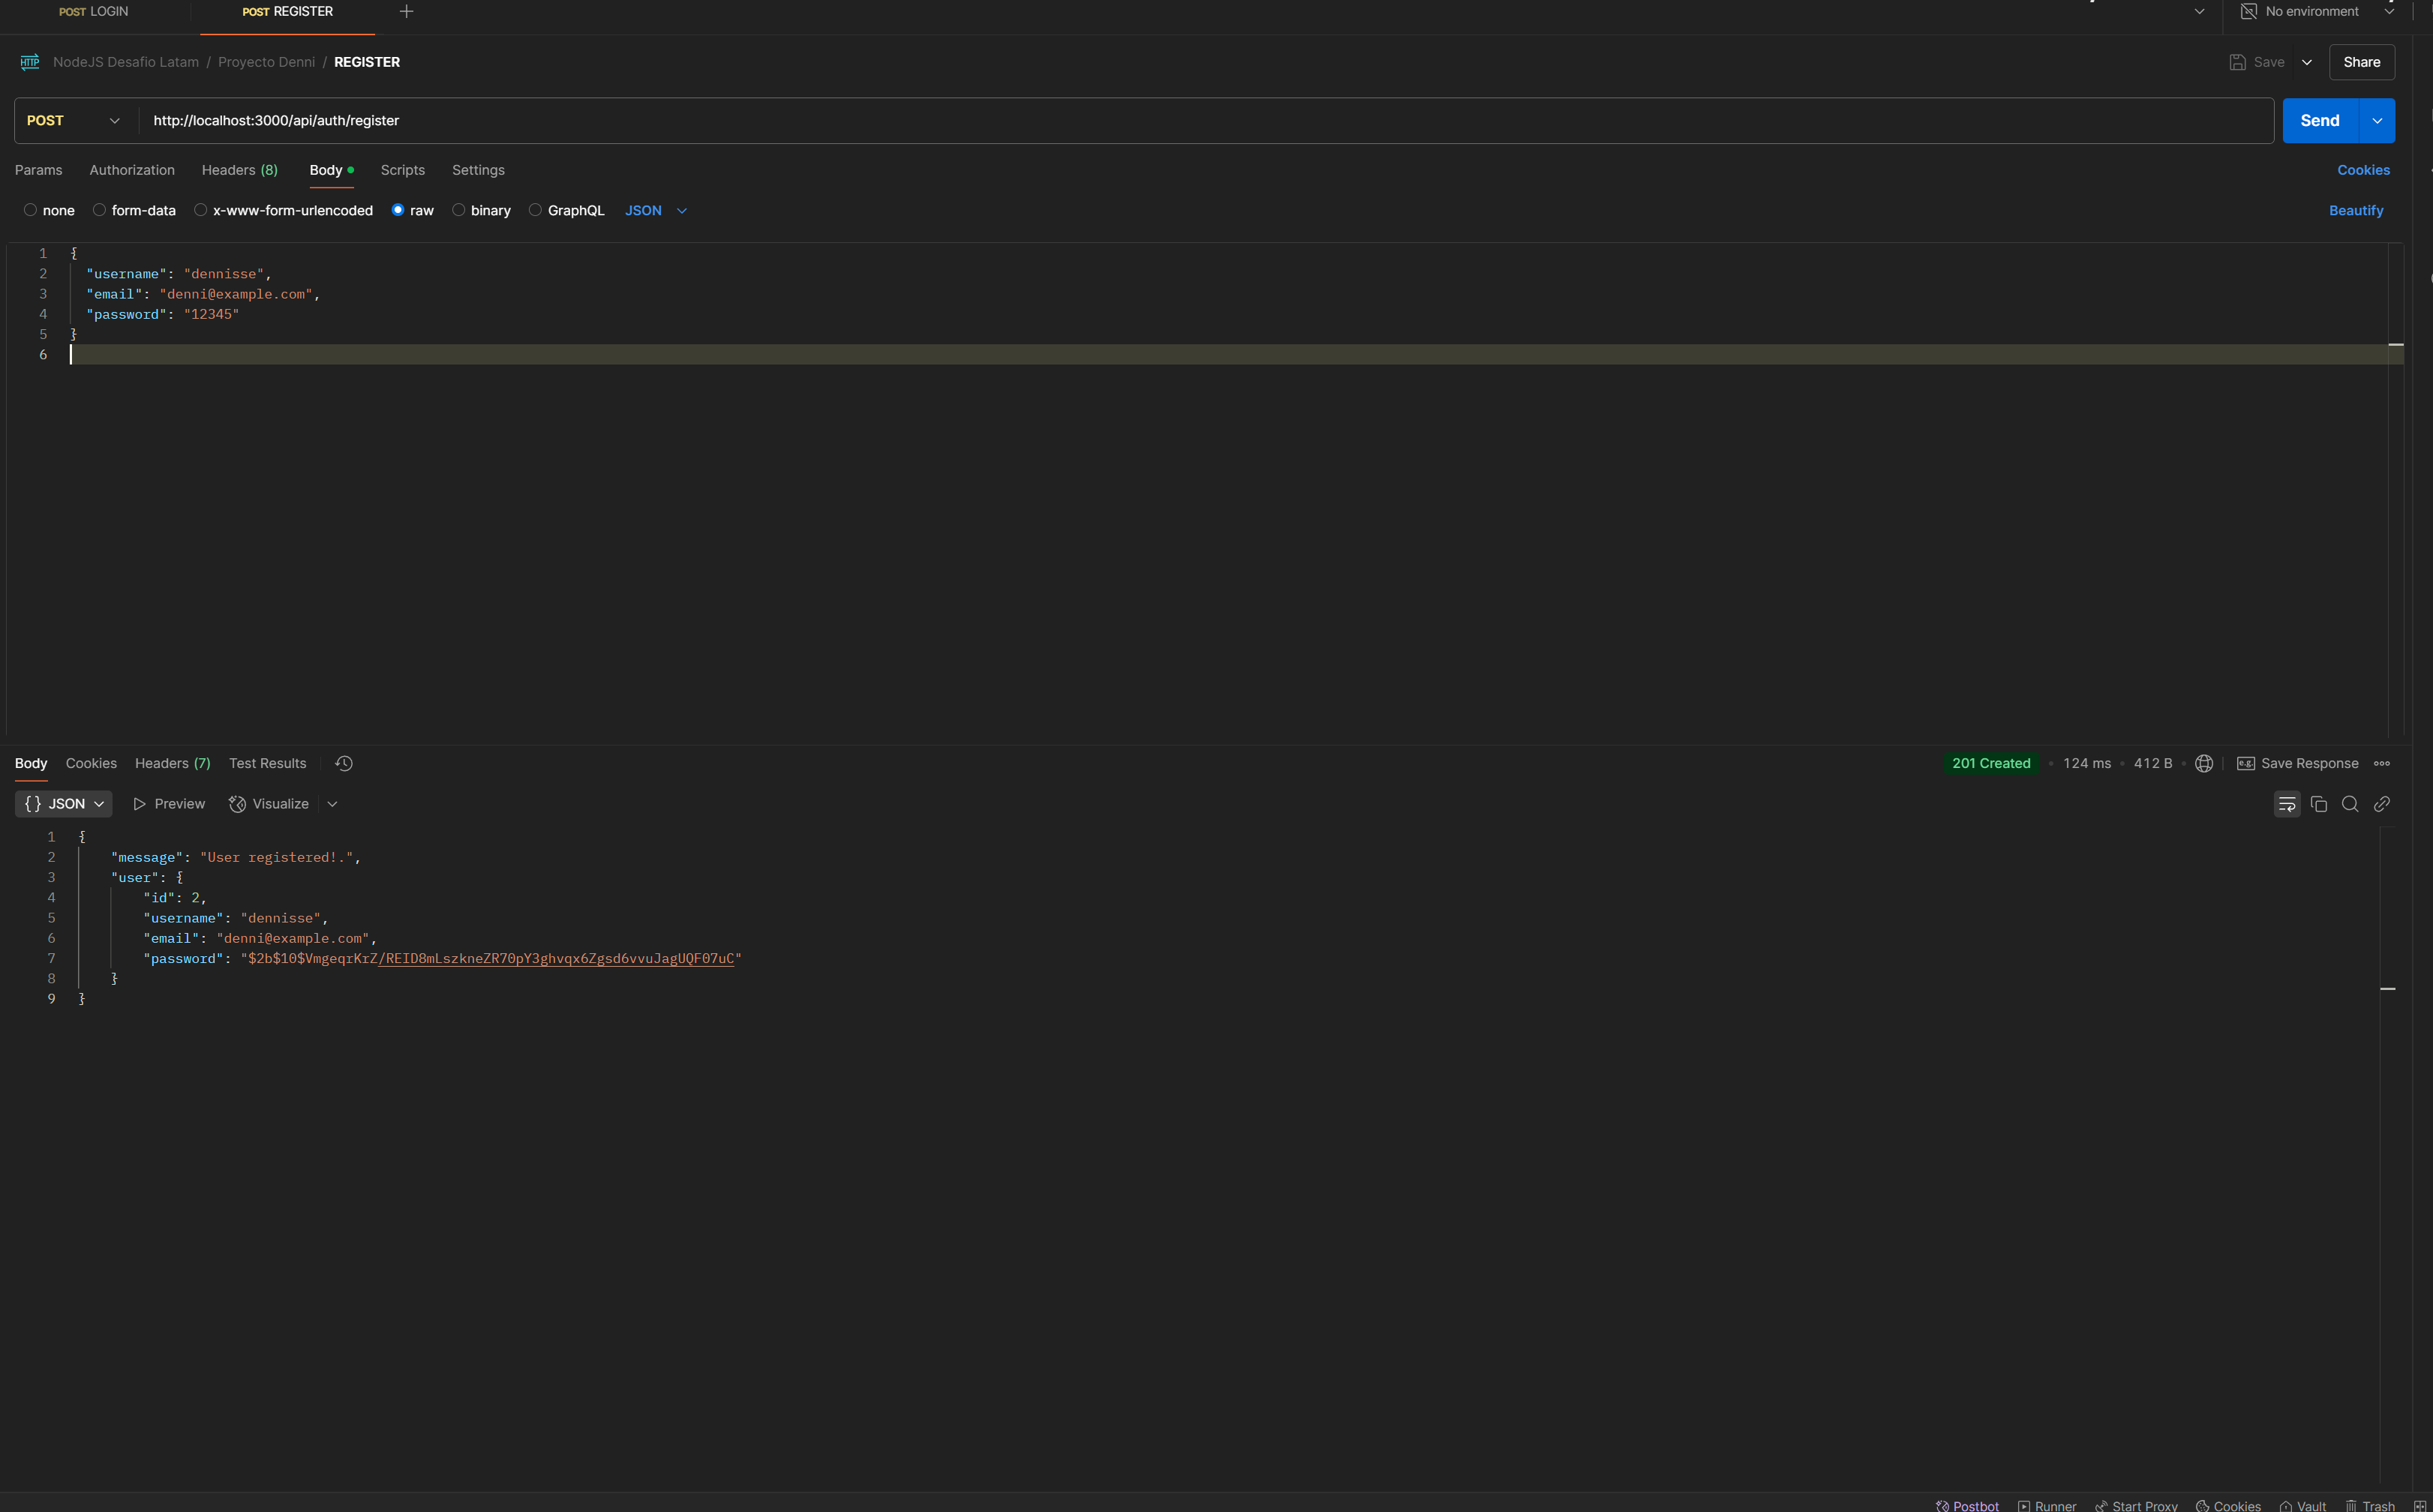 POST LOGIN
POST REGISTER
No environment
HTTP NodeJS Desafio Latam / Proyecto Denni / REGISTER
Save
Share
POST
http://localhost:3000/api/auth/register
Send
Params Authorization Headers (8) Body Scripts Settings
Cookies
none form-data x-www-form-urlencoded raw binary GraphQL JSON
Beautify
1 {
2 "username": "dennisse",
3 "email": "denni@example.com",
4 "password": "12345"
5 }
6
Body Cookies Headers (7) Test Results
201 Created • 124 ms • 412 B
e.g. Save Response
{} JSON Preview Visualize
1 {
2 "message": "User registered!.",
3 "user": {
4 "id": 2,
5 "username": "dennisse",
6 "email": "denni@example.com",
7 "password": "$2b$10$VmgeqrKrZ/REID8mLszkneZR70pY3ghvqx6Zgsd6vvuJagUQF07uC"
8 }
9 }
Postbot Runner Start Proxy Cookies Vault Trash